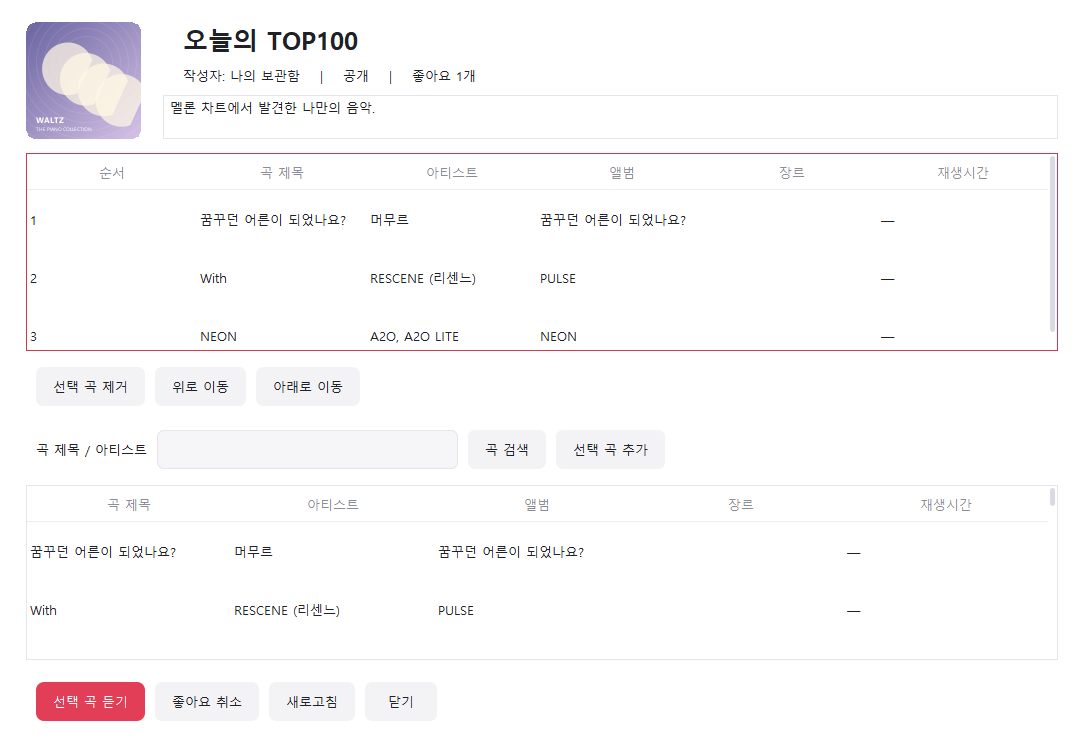 오늘의 TOP100
작성자: 나의 보관함 | 공개 | 좋아요 1개
WALTZ
THE PIANO COLLECTION
멜론 차트에서 발견한 나만의 음악.
순서 곡 제목 아티스트 앨범 장르 재생시간
1 꿈꾸던 어른이 되었나요? 머무르 꿈꾸던 어른이 되었나요? —
2 With RESCENE (리센느) PULSE —
3 NEON A2O, A2O LITE NEON —
선택 곡 제거 위로 이동 아래로 이동
곡 제목 / 아티스트 곡 검색 선택 곡 추가
곡 제목 아티스트 앨범 장르 재생시간
꿈꾸던 어른이 되었나요? 머무르 꿈꾸던 어른이 되었나요? —
With RESCENE (리센느) PULSE —
선택 곡 듣기 좋아요 취소 새로고침 닫기